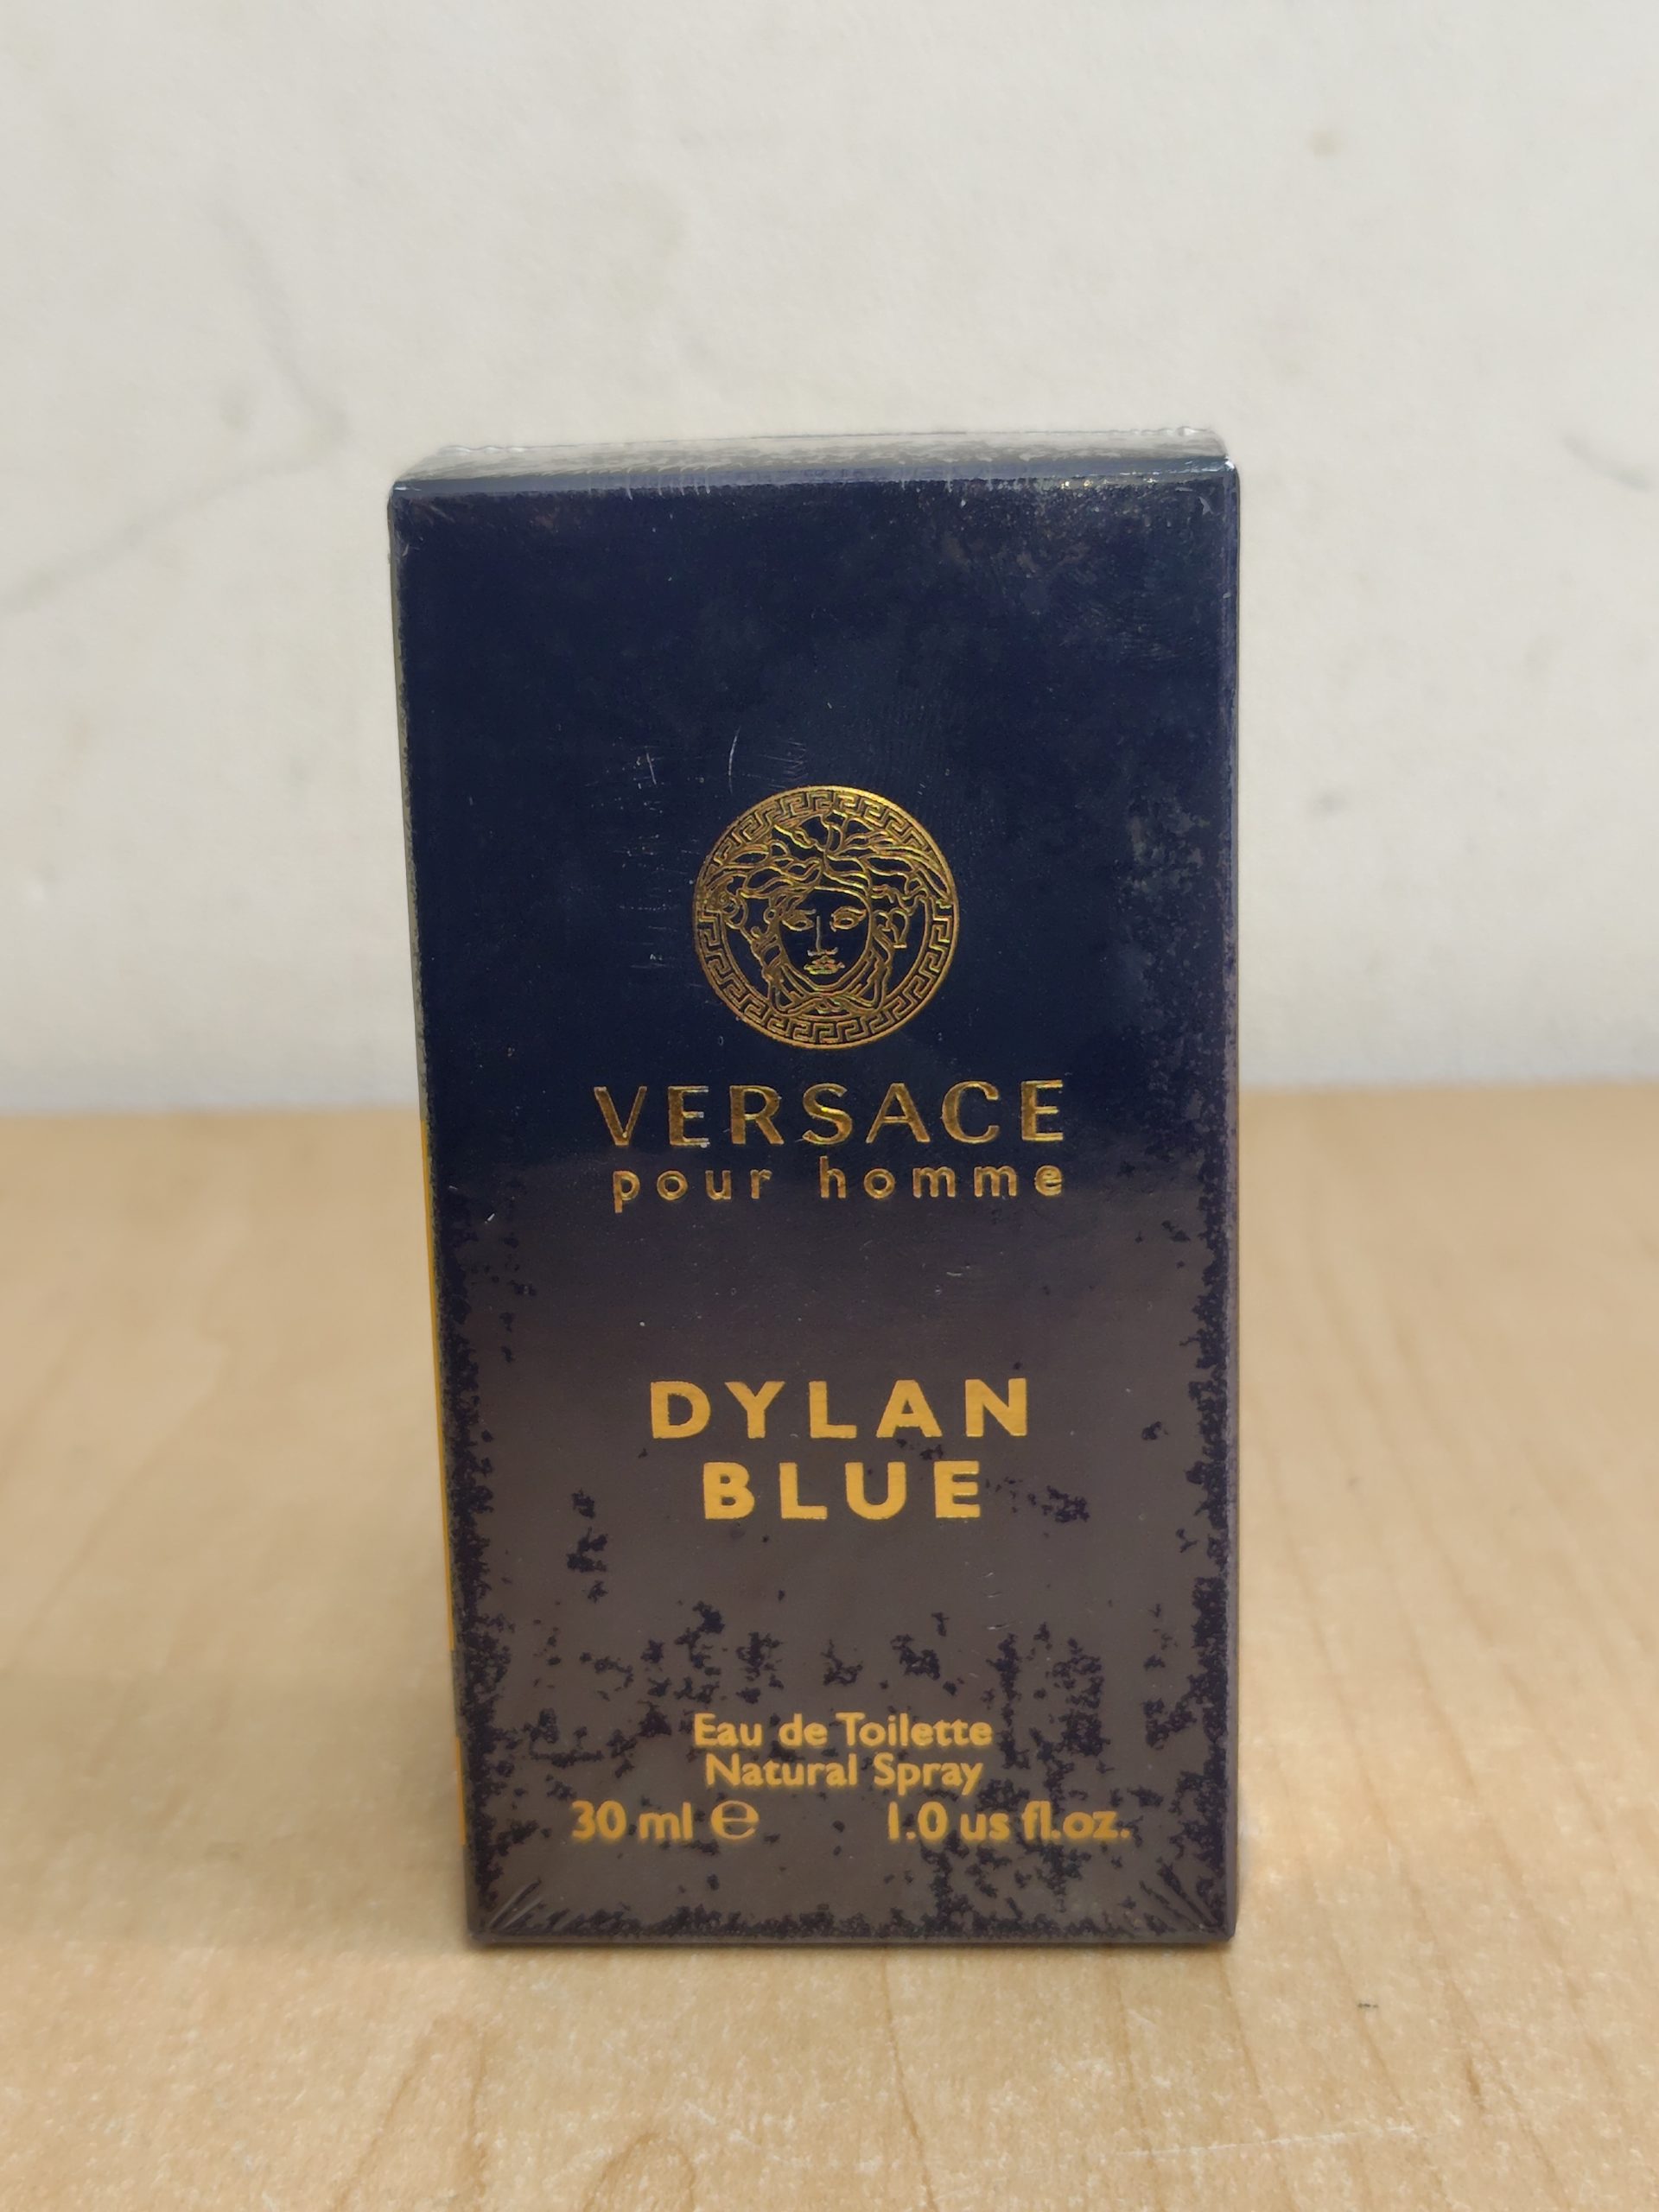 VERSACE
pour homme
DYLAN
BLUE
Eau de Toilette
Natural Spray
30 ml ℮ 1.0 us fl.oz.